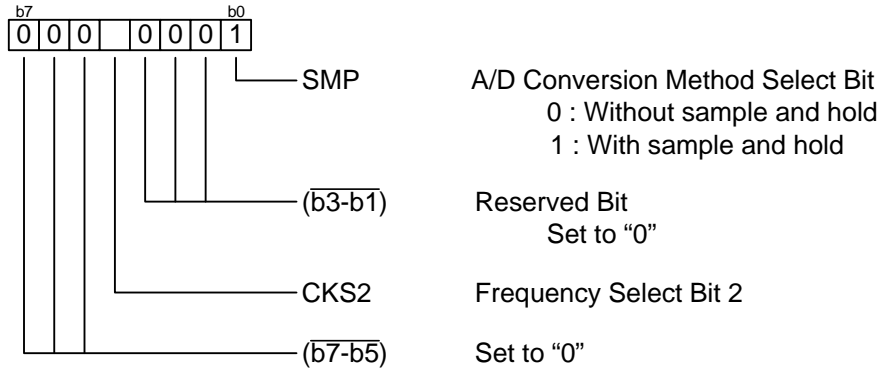 b7 b0
0 0 0 0 0 0 1
SMP A/D Conversion Method Select Bit
0 : Without sample and hold
1 : With sample and hold
(b3-b1) Reserved Bit
Set to “0”
CKS2 Frequency Select Bit 2
(b7-b5) Set to “0”